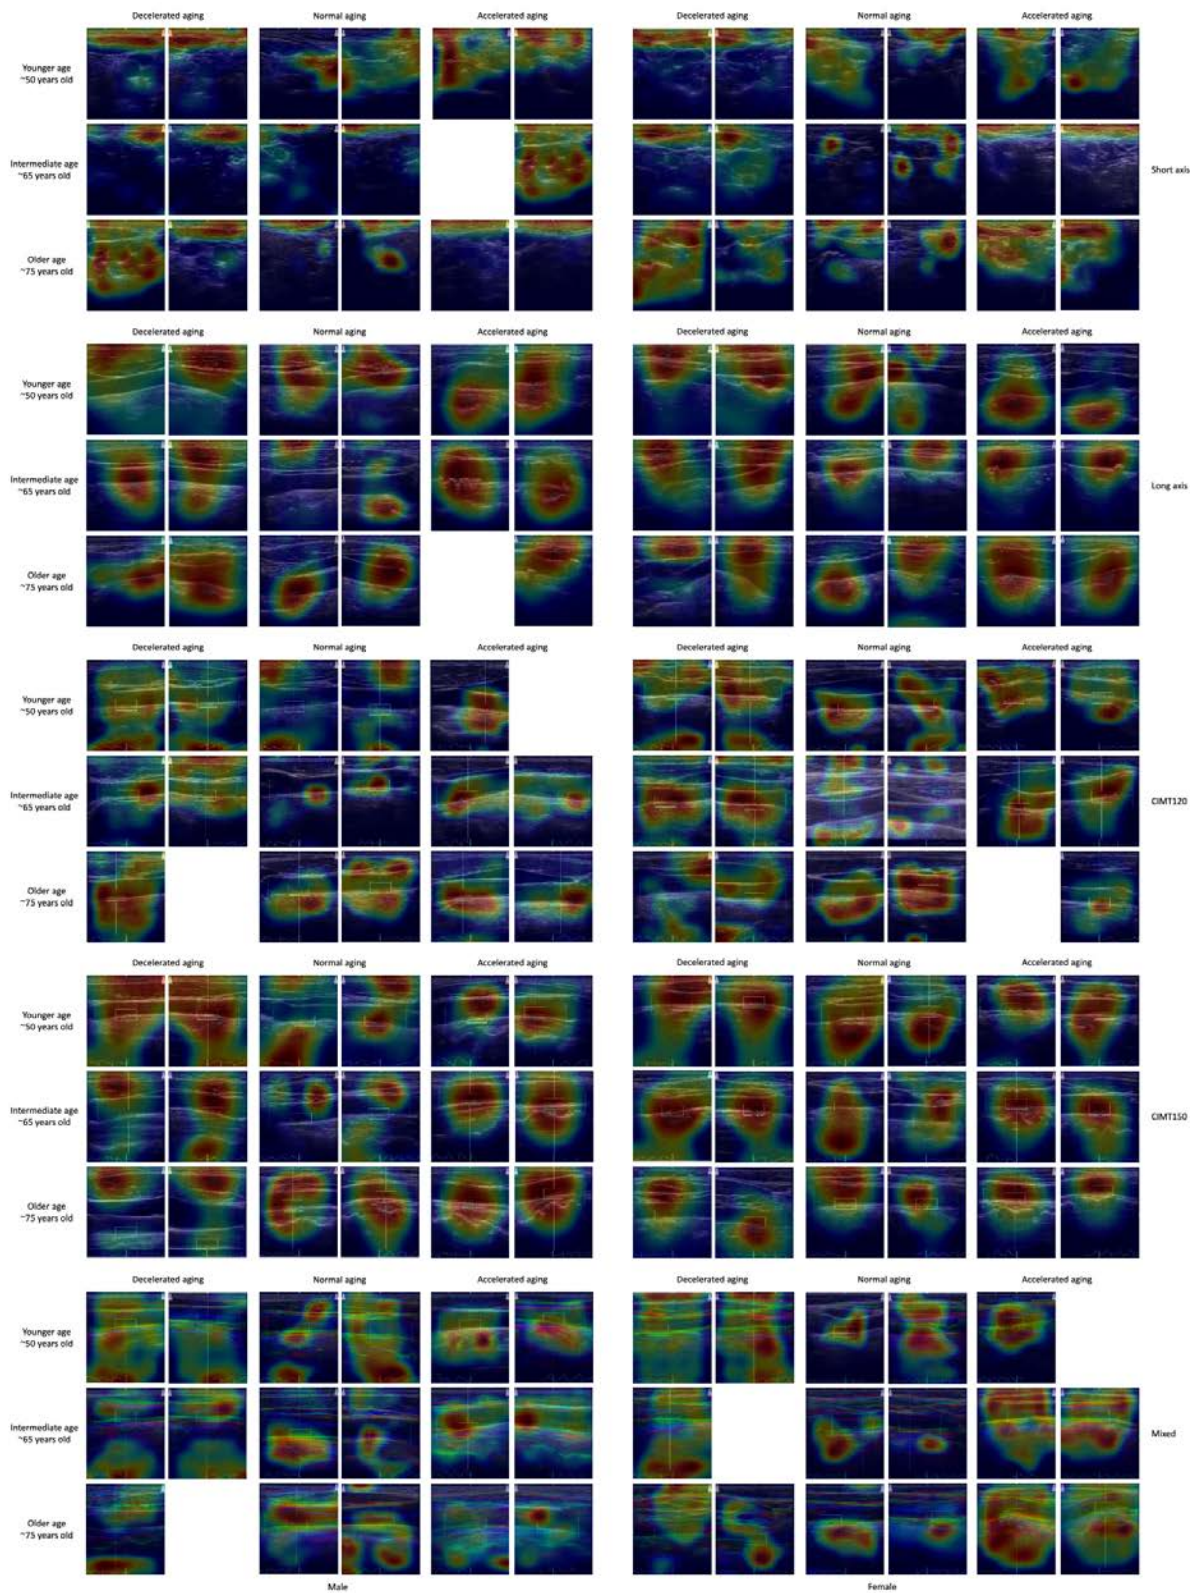 Decelerated aging Normal aging Accelerated aging Decelerated aging Normal aging Accelerated aging
Younger age
~50 years old
Intermediate age
~65 years old
Short axis
Older age
~75 years old
Decelerated aging Normal aging Accelerated aging Decelerated aging Normal aging Accelerated aging
Younger age
~50 years old
Intermediate age
~65 years old
Long axis
Older age
~75 years old
Decelerated aging Normal aging Accelerated aging Decelerated aging Normal aging Accelerated aging
Younger age
~50 years old
Intermediate age
~65 years old
CIMT120
Older age
~75 years old
Decelerated aging Normal aging Accelerated aging Decelerated aging Normal aging Accelerated aging
Younger age
~50 years old
Intermediate age
~65 years old
CIMT150
Older age
~75 years old
Decelerated aging Normal aging Accelerated aging Decelerated aging Normal aging Accelerated aging
Younger age
~50 years old
Intermediate age
~65 years old
Mixed
Older age
~75 years old
Male Female